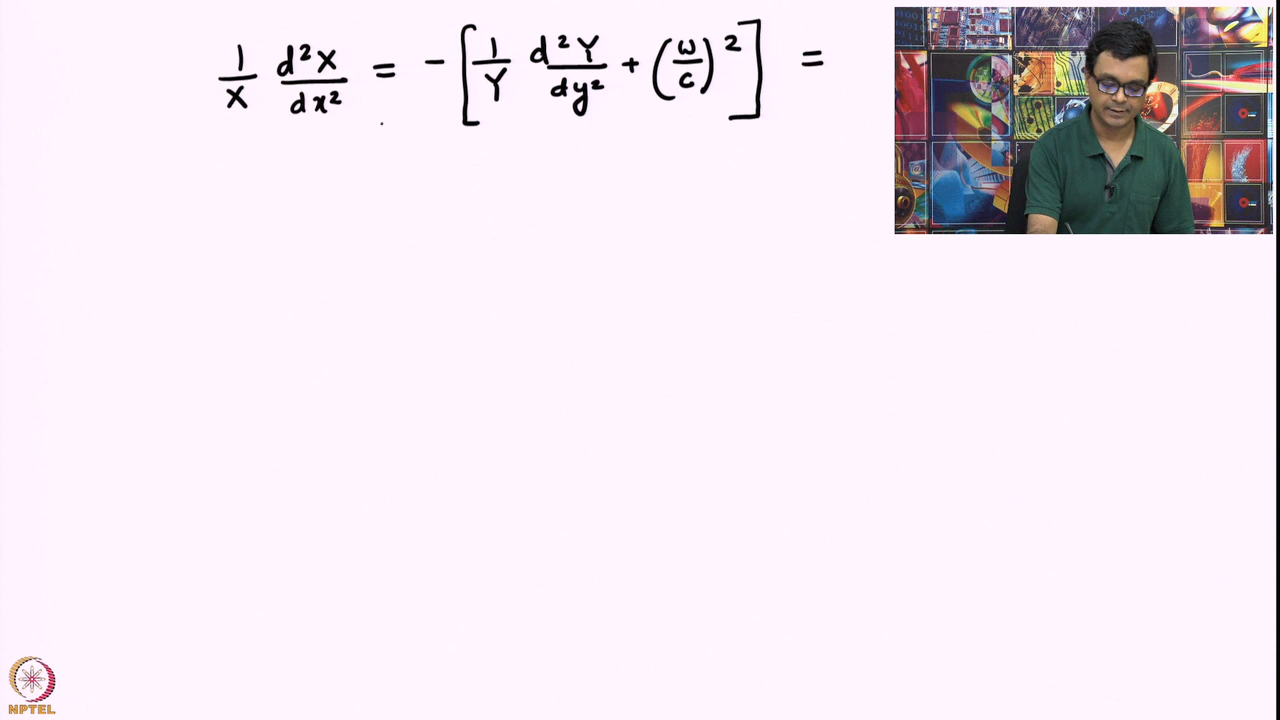 1/X d²X/dx² = - [ 1/Y d²Y/dy² + (ω/c)² ] =
NPTEL